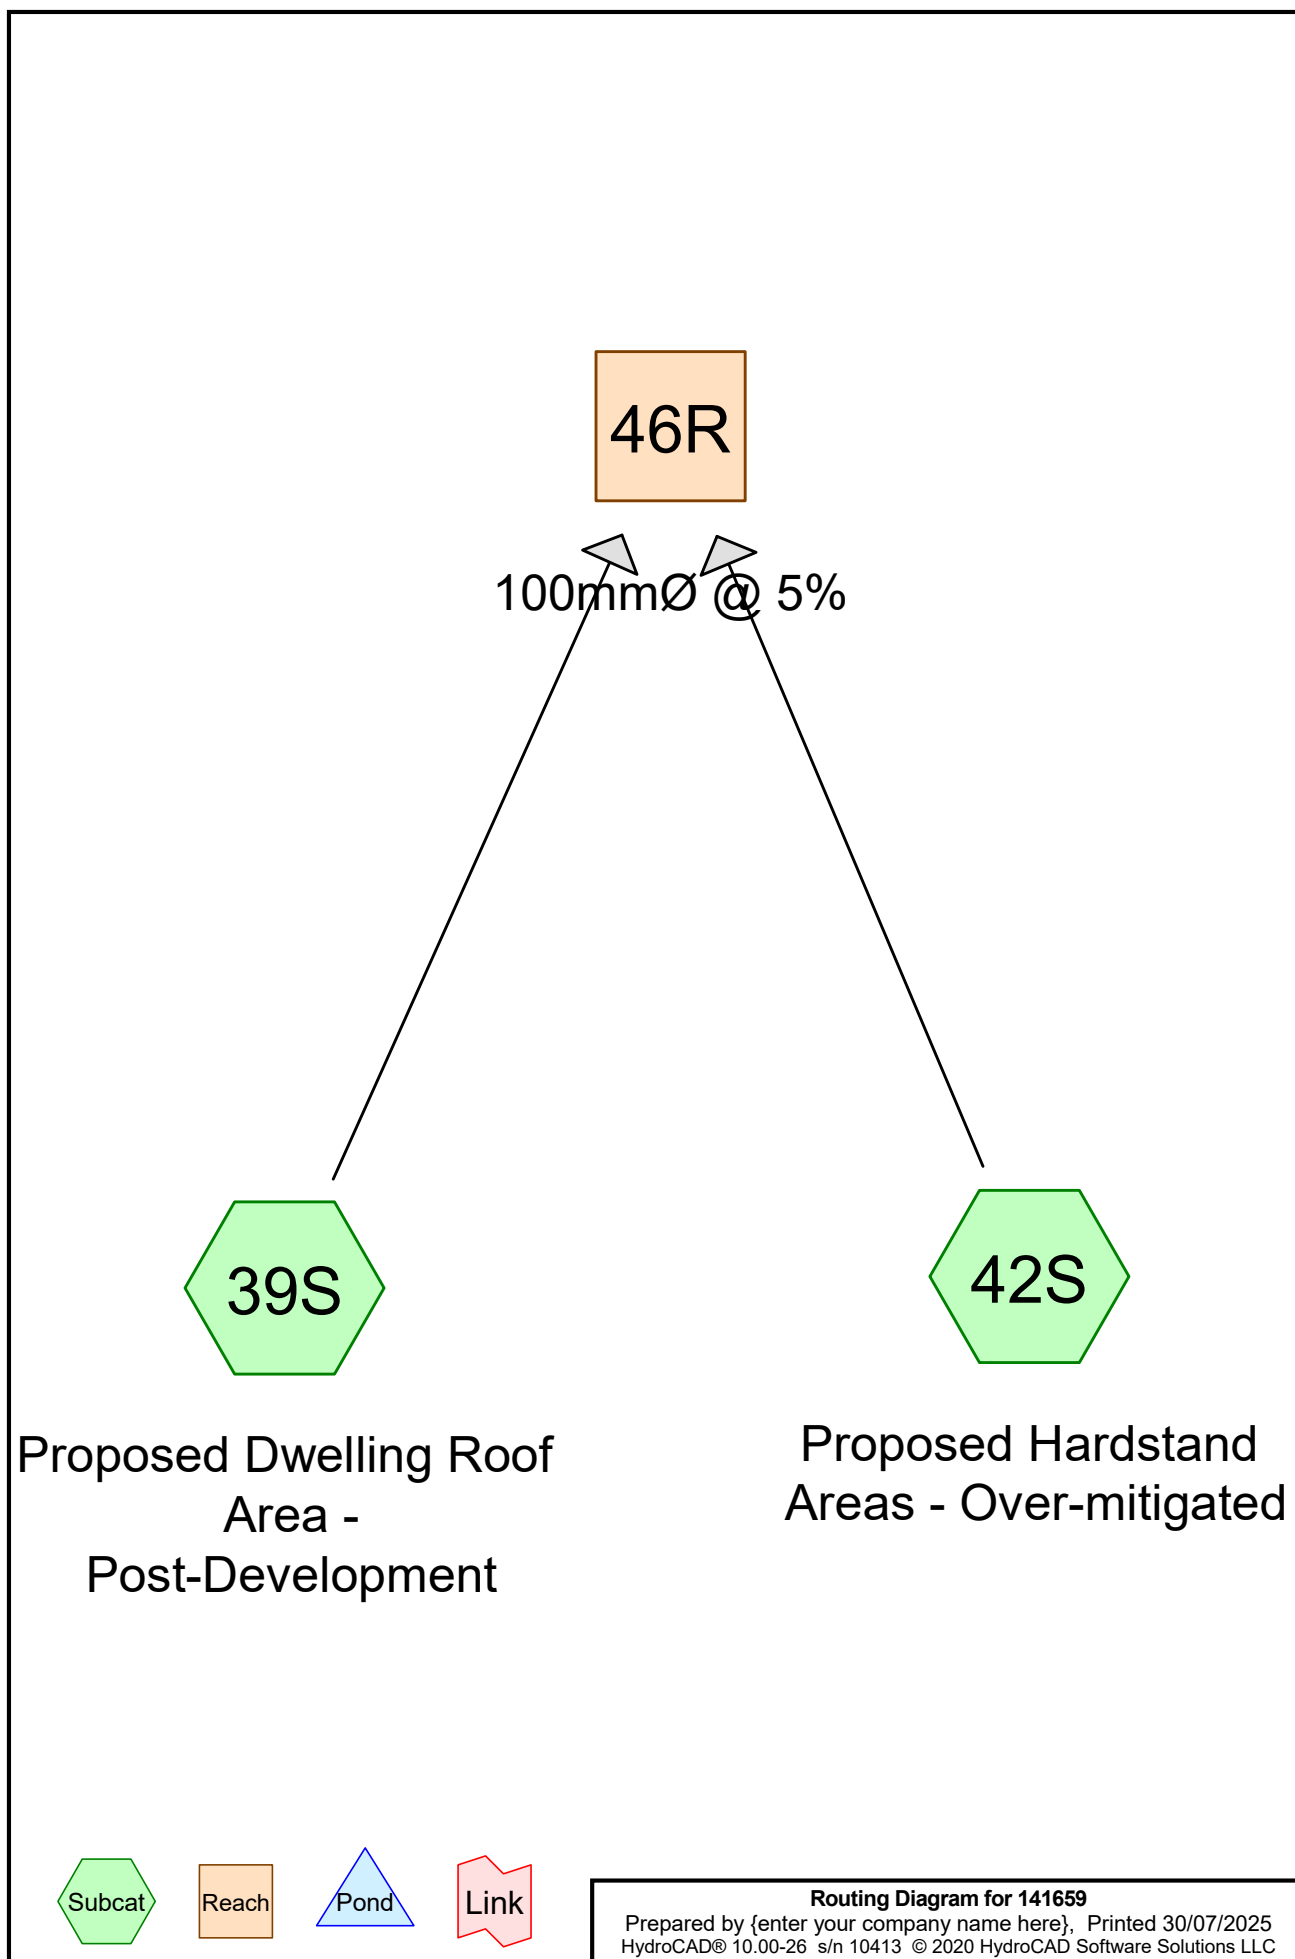 46R
100mmØ @ 5%
39S
42S
Proposed Dwelling Roof
Area -
Post-Development
Proposed Hardstand
Areas - Over-mitigated
Subcat
Reach
Pond
Link
Routing Diagram for 141659
Prepared by {enter your company name here}, Printed 30/07/2025
HydroCAD® 10.00-26 s/n 10413 © 2020 HydroCAD Software Solutions LLC